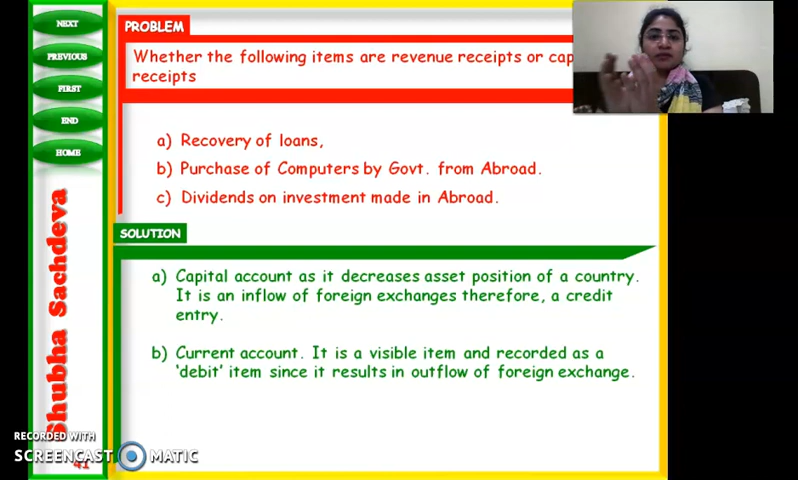 NEXT
PREVIOUS
FIRST
END
HOME
Shubha Sachdeva
PROBLEM
Whether the following items are revenue receipts or cap
receipts
a) Recovery of loans,
b) Purchase of Computers by Govt. from Abroad.
c) Dividends on investment made in Abroad.
SOLUTION
a) Capital account as it decreases asset position of a country.
It is an inflow of foreign exchanges therefore, a credit
entry.
b) Current account. It is a visible item and recorded as a
'debit' item since it results in outflow of foreign exchange.
RECORDED WITH
SCREENCAST MATIC
41